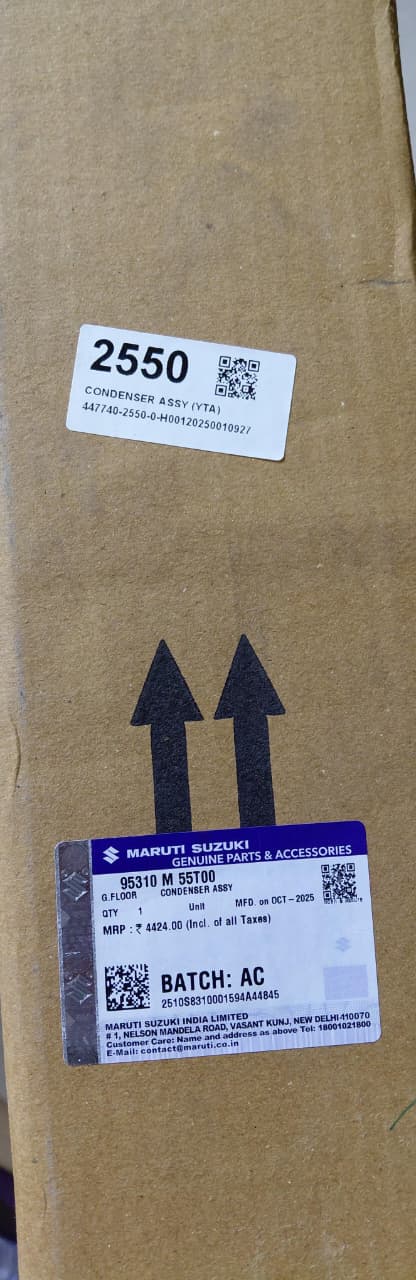 2550
CONDENSER ASSY (YTA)
447740-2550-0-H00120250010927
MARUTI SUZUKI
GENUINE PARTS & ACCESSORIES
95310 M 55T00
G.FLOOR CONDENSER ASSY
QTY 1 Unit MFD. on OCT-2025
MRP : ₹ 4424.00 (Incl. of all Taxes)
BATCH: AC
2510S8310001594A44845
MARUTI SUZUKI INDIA LIMITED
# 1, NELSON MANDELA ROAD, VASANT KUNJ, NEW DELHI-110070
Customer Care: Name and address as above Tel: 18001021800
E-Mail: contact@maruti.co.in